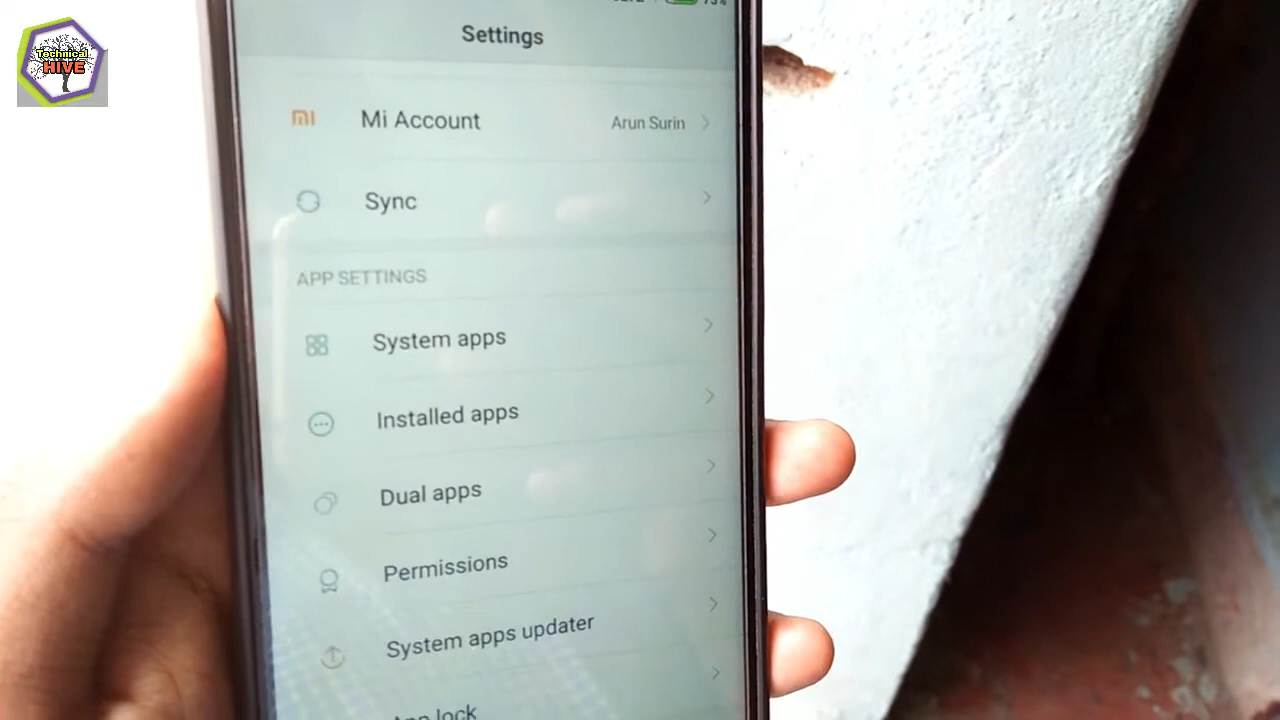 Technical
HIVE
Settings
Mi Account
Arun Surin
Sync
APP SETTINGS
System apps
Installed apps
Dual apps
Permissions
System apps updater
App lock